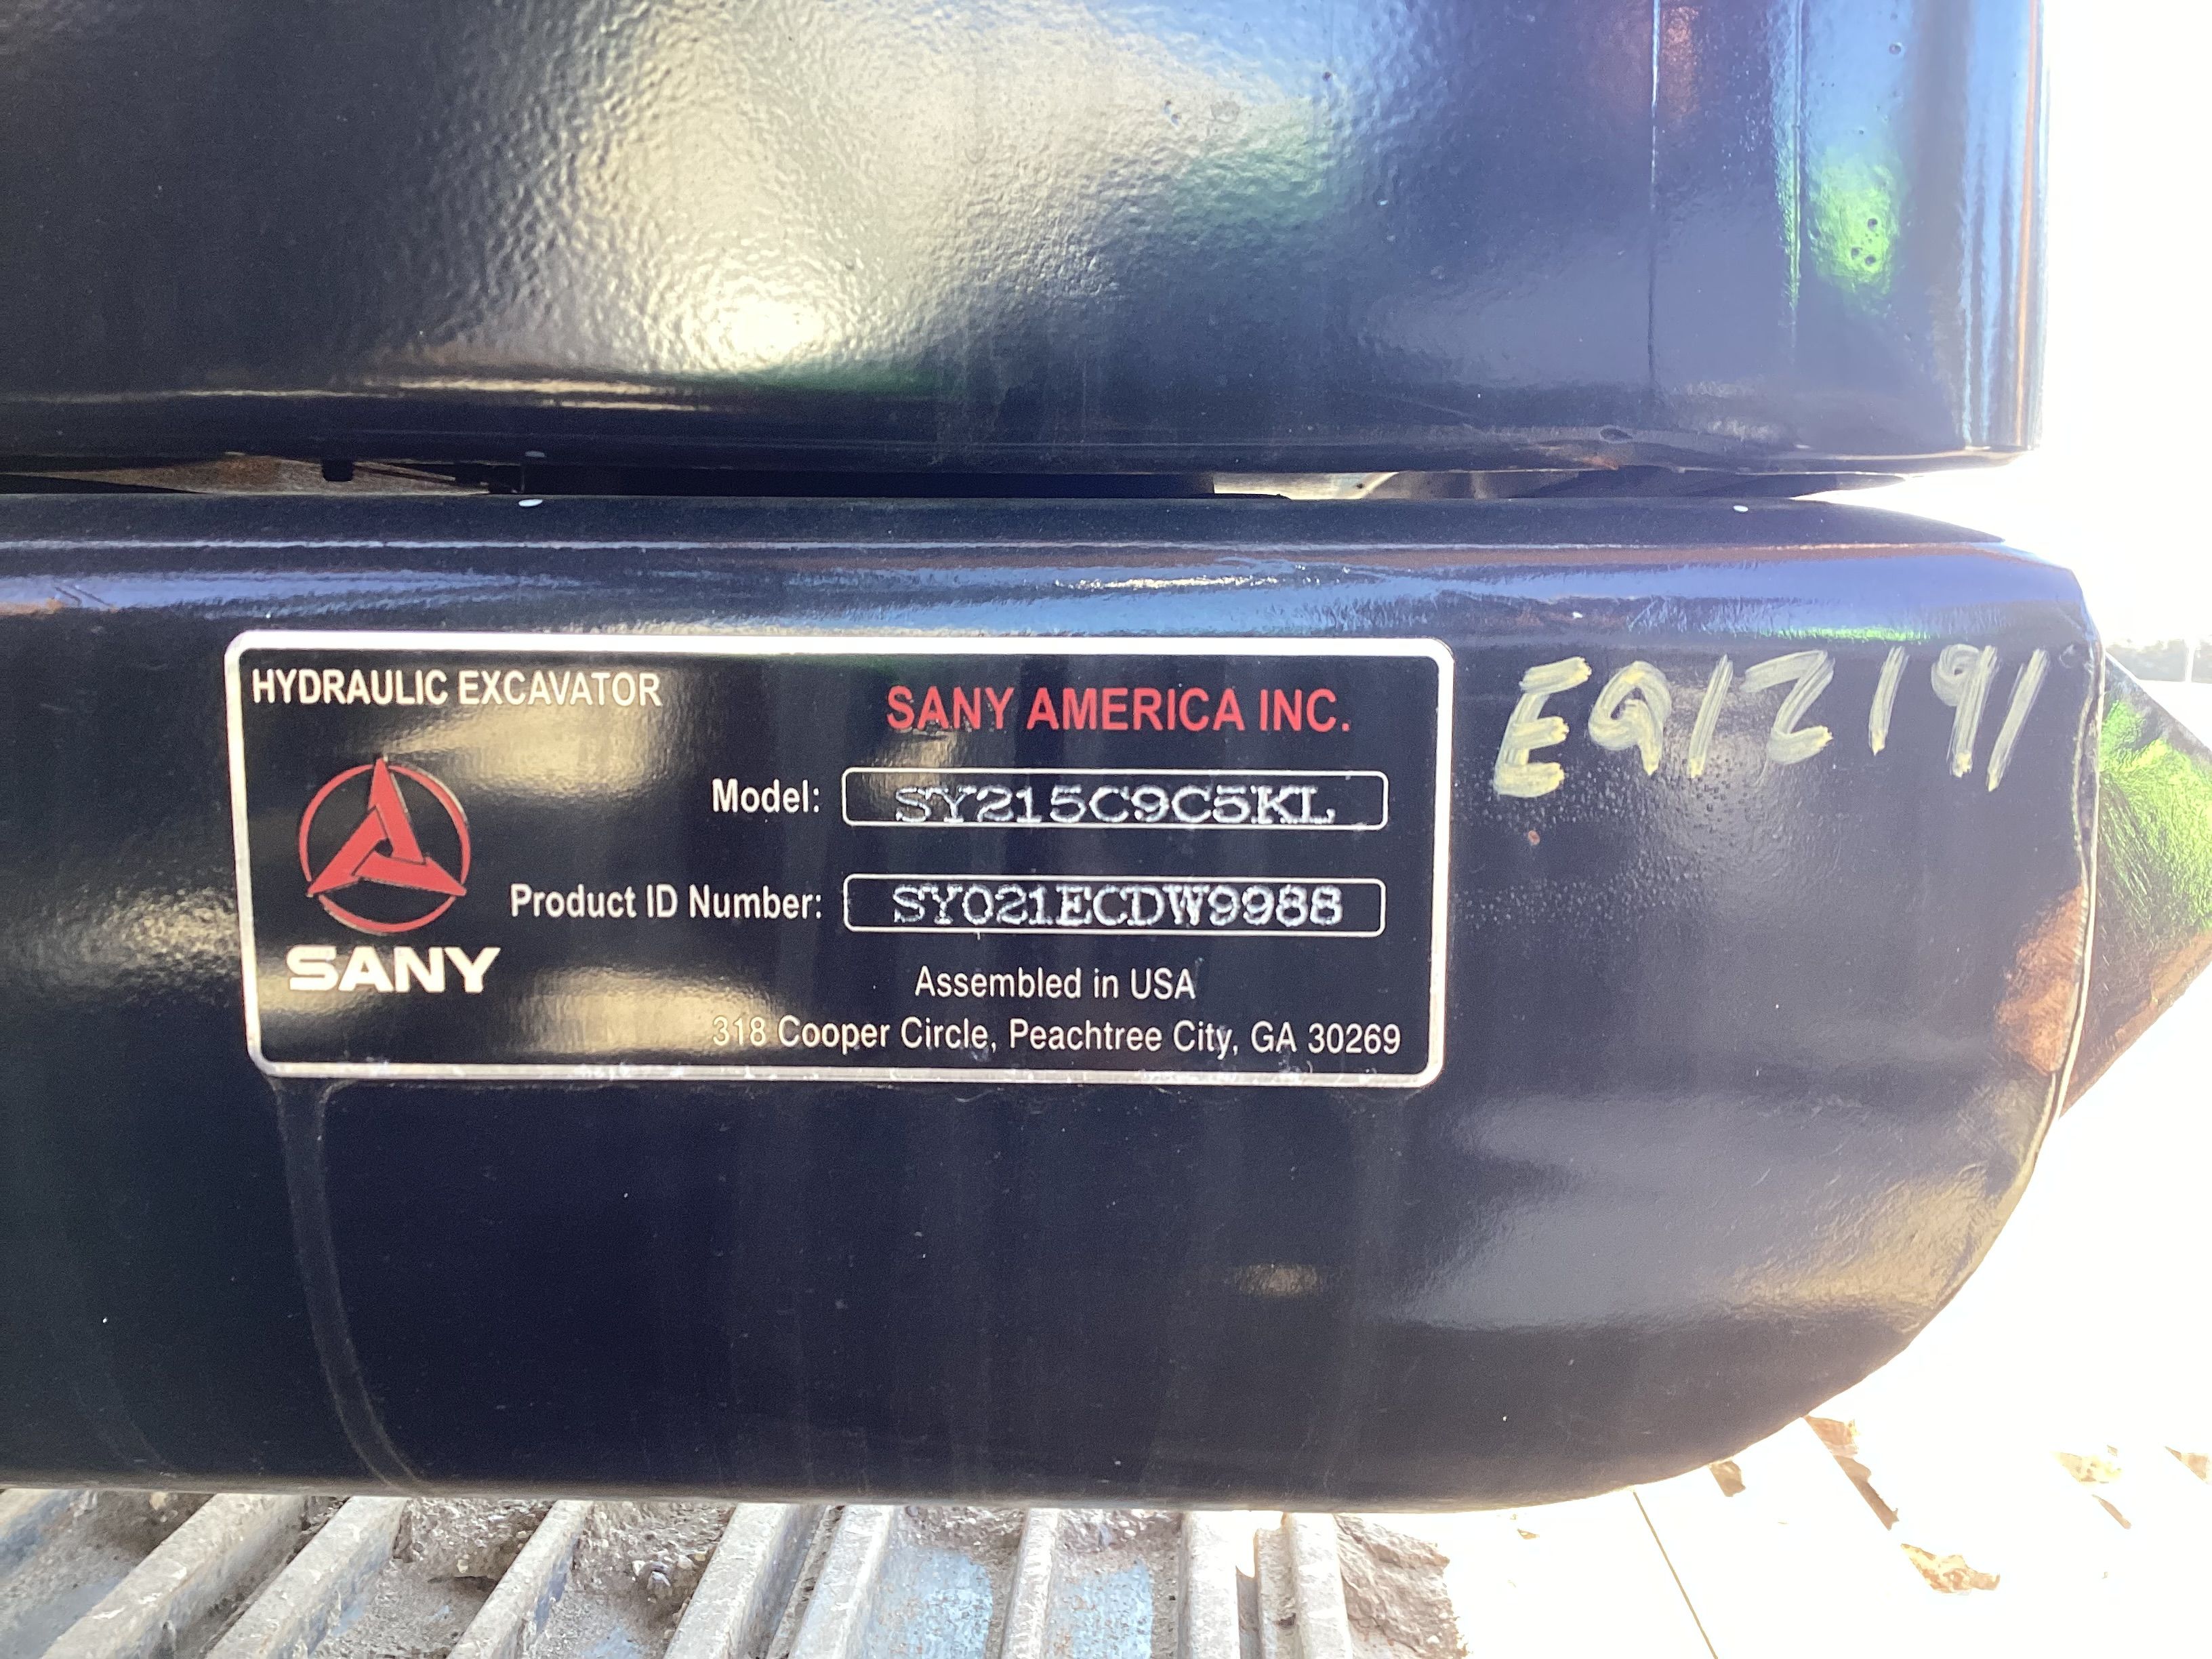 HYDRAULIC EXCAVATOR
SANY AMERICA INC.
Model: SY215C9C5KL
Product ID Number: SY021ECDW9988
SANY
Assembled in USA
318 Cooper Circle, Peachtree City, GA 30269
EQ12191